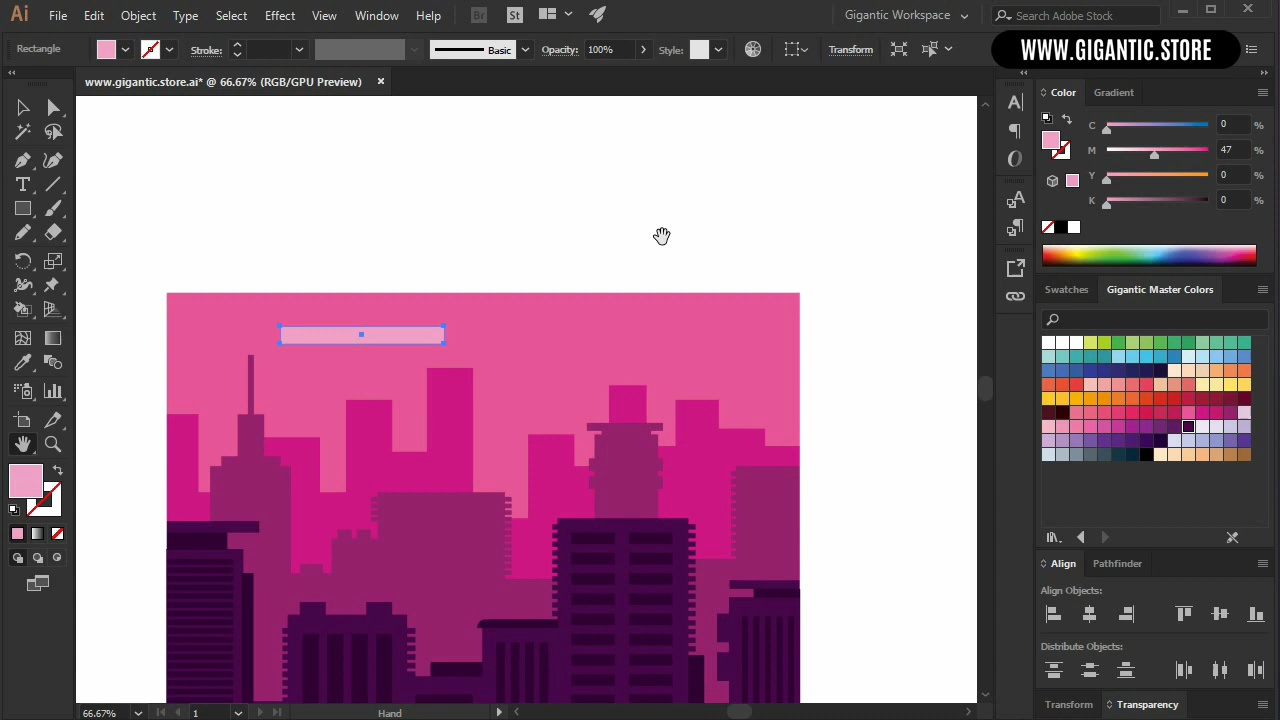 Ai File Edit Object Type Select Effect View Window Help Br St Gigantic Workspace Search Adobe Stock
Rectangle Stroke: Basic Opacity: 100% Style: Transform WWW.GIGANTIC.STORE
www.gigantic.store.ai* @ 66.67% (RGB/GPU Preview)
Color Gradient
C 0 %
M 47 %
Y 0 %
K 0 %
Swatches Gigantic Master Colors
Align Pathfinder
Align Objects:
Distribute Objects:
Transform Transparency
66.67% 1 Hand